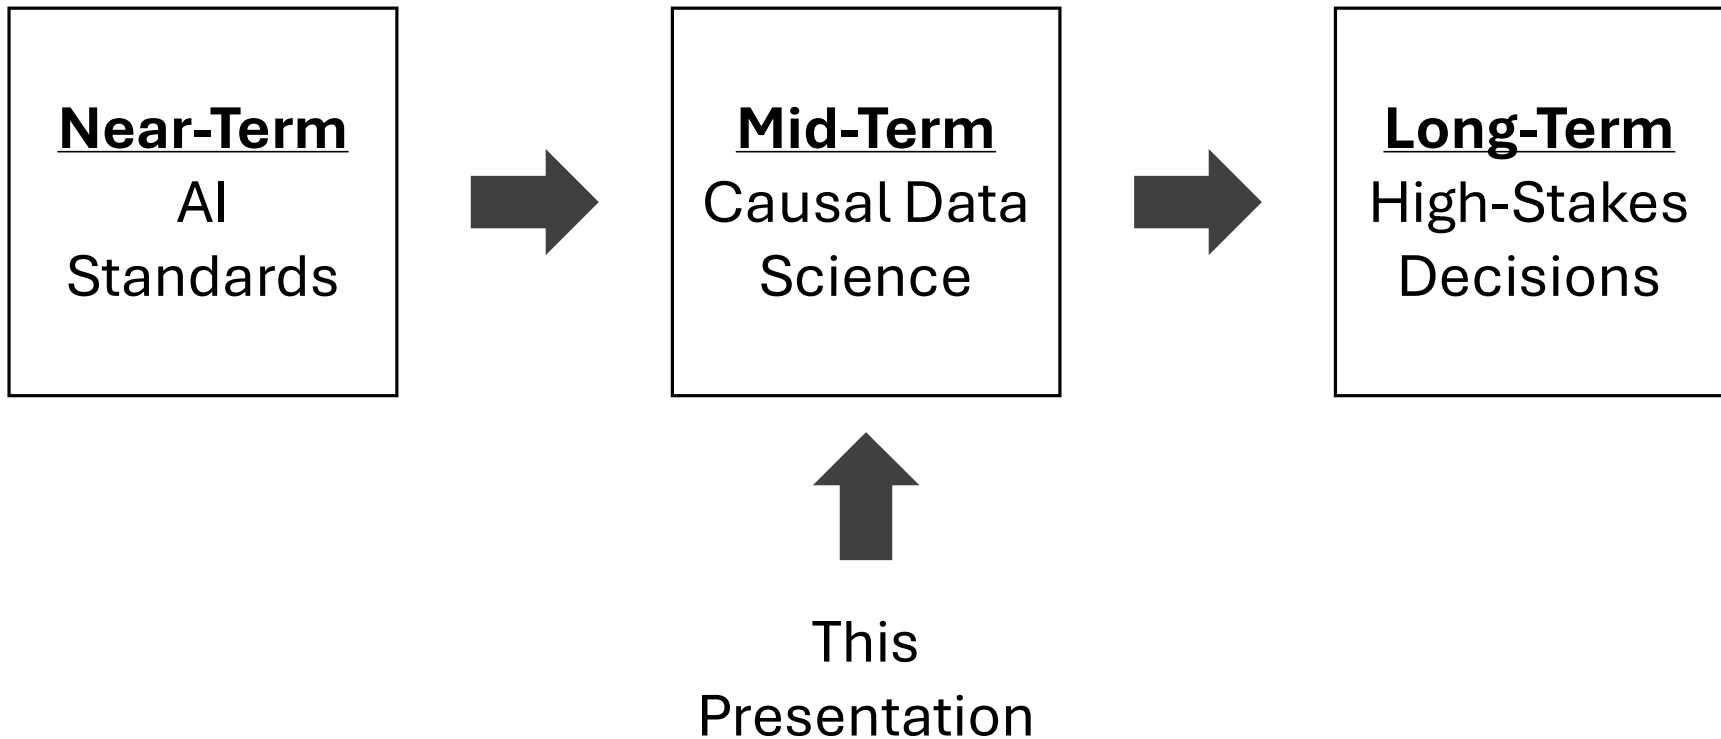 Near-Term
AI
Standards
Mid-Term
Causal Data
Science
Long-Term
High-Stakes
Decisions
This
Presentation